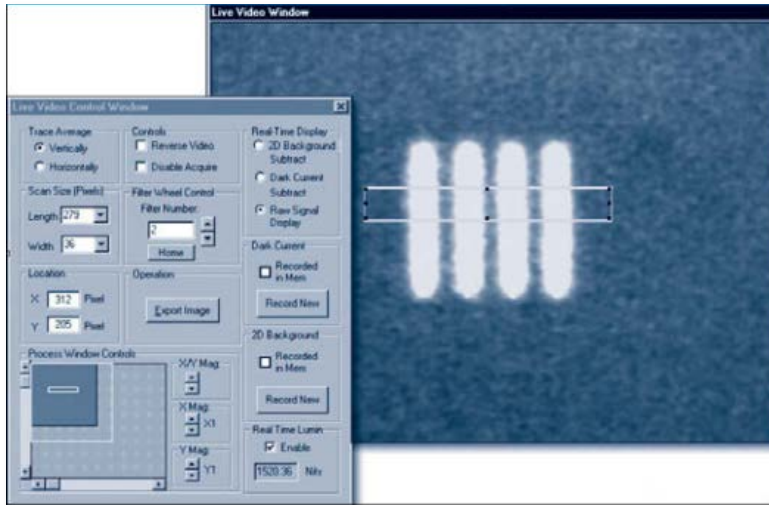 Live Video Window
Live Video Control Window
Trace Average
Vertically
Horizontally
Controls
Reverse Video
Disable Acquire
Real-Time Display
2D Background
Subtract
Dark Current
Subtract
Raw Signal
Display
Scan Size (Pixels)
Length 279
Width 36
Filter Wheel Control
Filter Number:
2
Home
Dark Current
Recorded
in Mem
Record New
Location
X 312 Pixel
Y 205 Pixel
Operation
Export Image
2D Background
Recorded
in Mem
Record New
Process Window Controls
X/Y Mag:
X Mag:
X1
Y Mag:
Y1
Real Time Lumin
Enable
1520.36 Nits